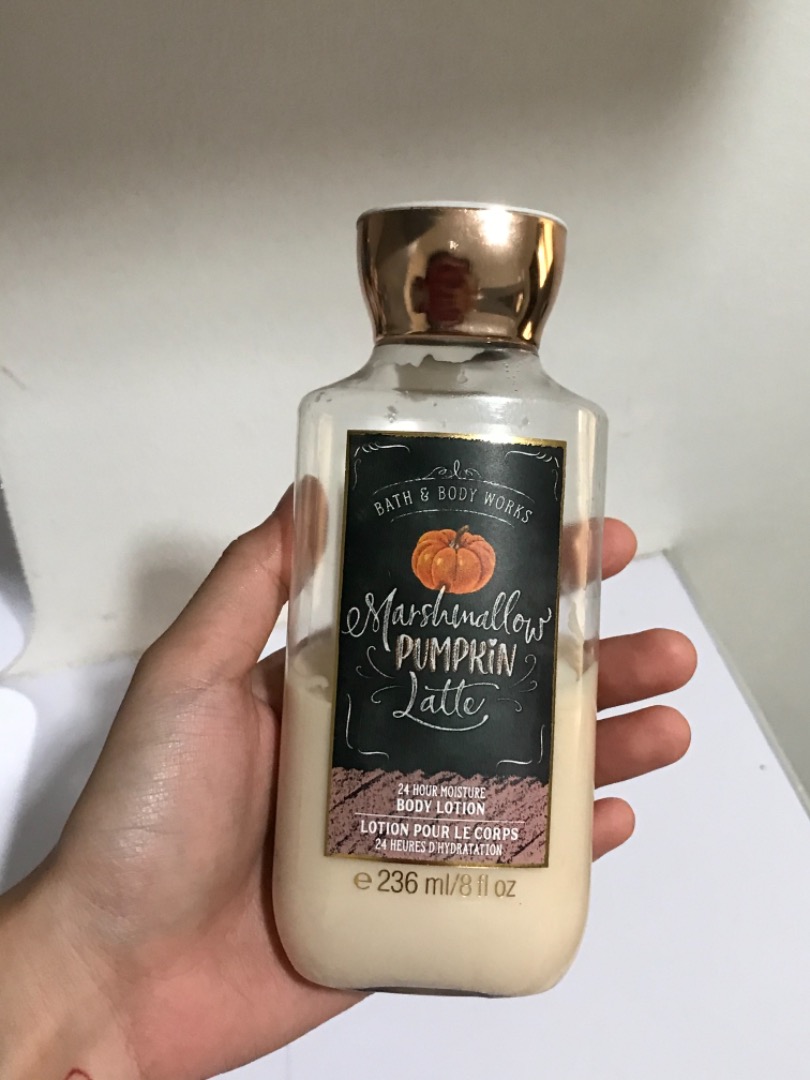 BATH & BODY WORKS
Marshmallow
PUMPKiN
Latte
24 HOUR MOISTURE
BODY LOTION
LOTION POUR LE CORPS
24 HEURES D'HYDRATATION
℮ 236 ml/8 fl oz